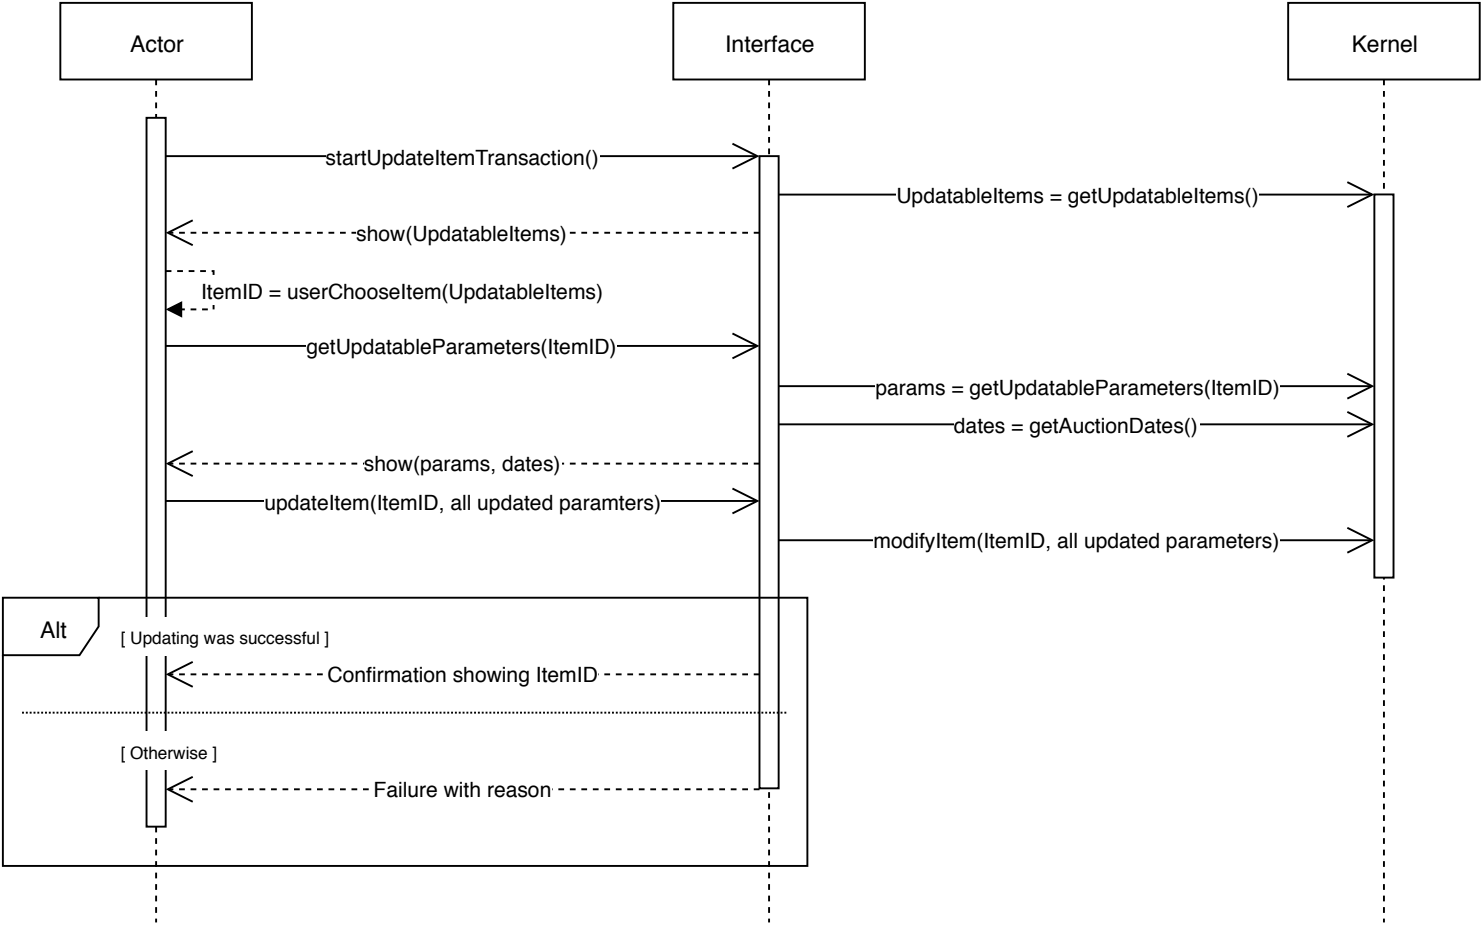 Actor
Interface
Kernel
startUpdateItemTransaction()
UpdatableItems = getUpdatableItems()
show(UpdatableItems)
ItemID = userChooseItem(UpdatableItems)
getUpdatableParameters(ItemID)
params = getUpdatableParameters(ItemID)
dates = getAuctionDates()
show(params, dates)
updateItem(ItemID, all updated paramters)
modifyItem(ItemID, all updated parameters)
Alt
[ Updating was successful ]
Confirmation showing ItemID
[ Otherwise ]
Failure with reason